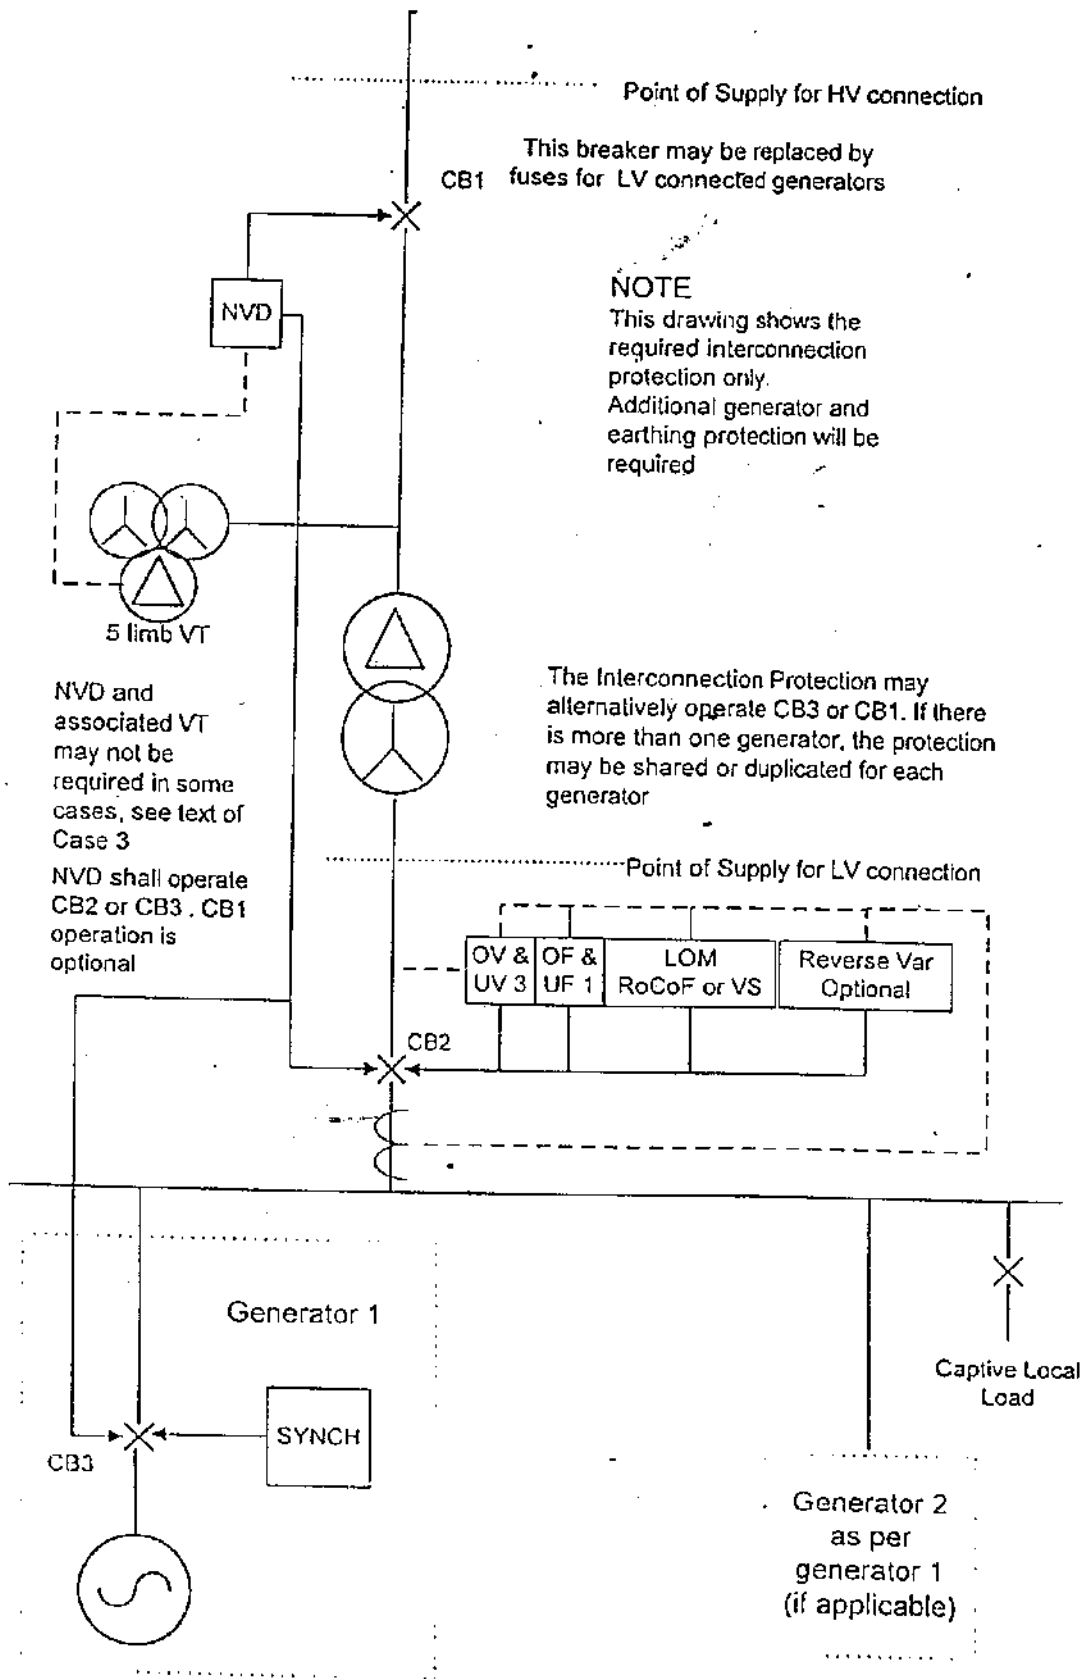 Point of Supply for HV connection
This breaker may be replaced by
CB1 fuses for LV connected generators
NVD
NOTE
This drawing shows the
required interconnection
protection only.
Additional generator and
earthing protection will be
required
5 limb VT
NVD and
associated VT
may not be
required in some
cases, see text of
Case 3
NVD shall operate
CB2 or CB3 . CB1
operation is
optional
The Interconnection Protection may
alternatively operate CB3 or CB1. If there
is more than one generator, the protection
may be shared or duplicated for each
generator
Point of Supply for LV connection
OV &
UV 3
OF &
UF 1
LOM
RoCoF or VS
Reverse Var
Optional
CB2
Generator 1
SYNCH
CB3
Captive Local
Load
Generator 2
as per
generator 1
(if applicable)